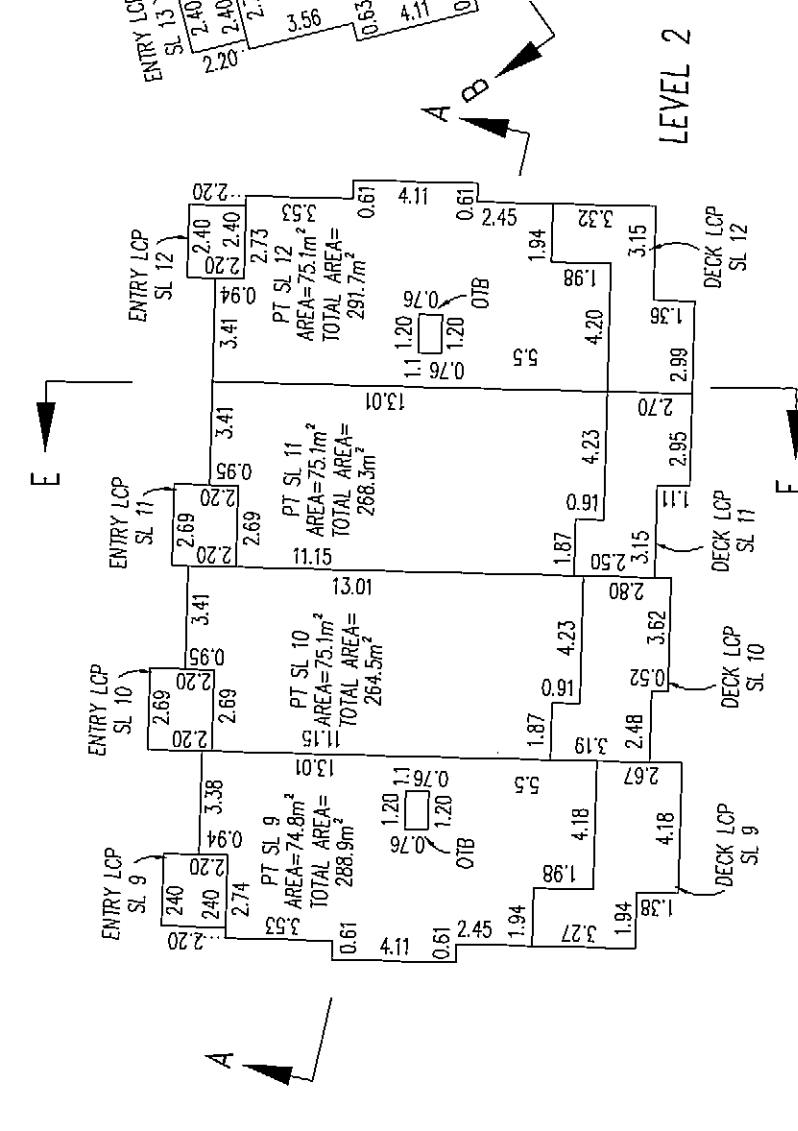 ENTRY LCP
SL 13
2.40
2.40
2.20
3.56
0.63
4.11
B
A
LEVEL 2
ENTRY LCP
SL 12
2.20
2.40
2.40
2.20
2.73
0.94
3.53
0.61
4.11
0.61
2.45
1.94
3.32
3.15
DECK LCP
SL 12
3.41
PT SL 12
AREA=75.1m²
TOTAL AREA=
291.7m²
0.76
1.20
1.20
1.1
0.76
OTB
5.5
1.98
4.20
1.36
2.99
E
13.01
2.70
F
3.41
0.95
ENTRY LCP
SL 11
2.20
2.69
2.69
2.20
PT SL 11
AREA=75.1m²
TOTAL AREA=
268.3m²
4.23
0.91
2.95
1.11
1.87
2.50
3.15
DECK LCP
SL 11
11.15
13.01
2.80
3.41
0.95
ENTRY LCP
SL 10
2.20
2.69
2.69
2.20
PT SL 10
AREA=75.1m²
TOTAL AREA=
264.5m²
4.23
0.91
3.62
0.52
1.87
3.19
2.48
DECK LCP
SL 10
11.15
13.01
2.67
3.38
0.94
ENTRY LCP
SL 9
2.20
240
240
2.74
2.20
PT SL 9
AREA=74.8m²
TOTAL AREA=
288.9m²
1.1
0.76
1.20
1.20
0.76
OTB
5.5
4.18
4.18
1.98
DECK LCP
SL 9
3.53
0.61
4.11
0.61
2.45
1.94
3.27
1.94
1.38
A